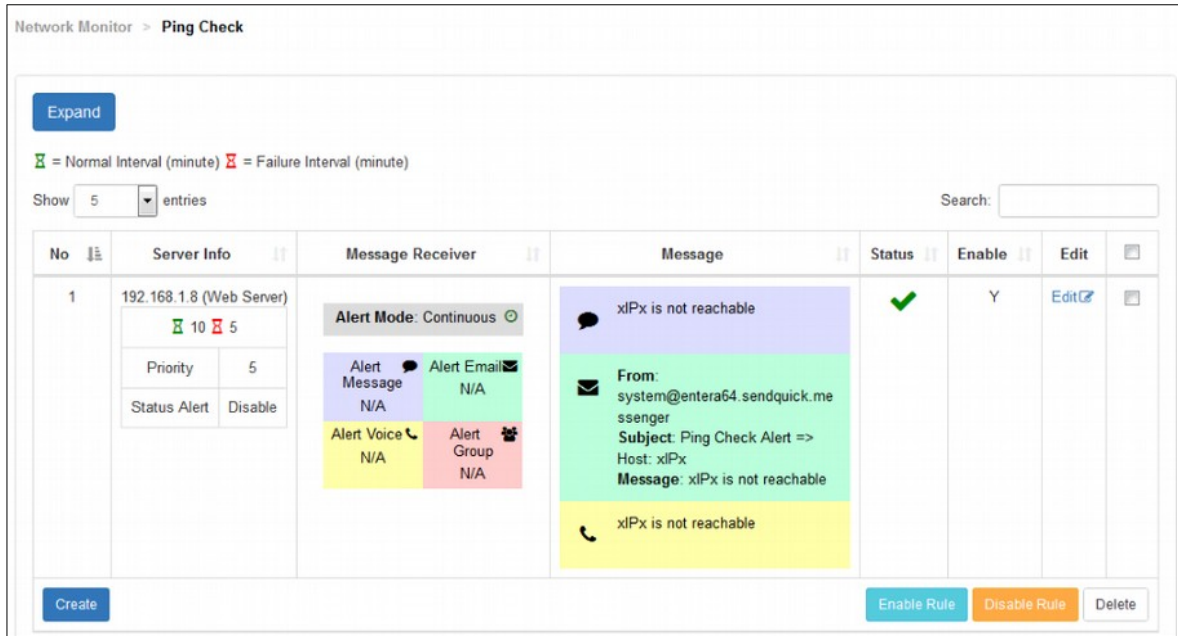 Network Monitor > Ping Check
Expand
= Normal Interval (minute) = Failure Interval (minute)
Show 5 entries
Search:
No Server Info Message Receiver Message Status Enable Edit
1
192.168.1.8 (Web Server)
10 5
Priority 5
Status Alert Disable
Alert Mode: Continuous
Alert
Message
N/A
Alert Email
N/A
Alert Voice
N/A
Alert
Group
N/A
xIPx is not reachable
From:
system@entera64.sendquick.me
ssenger
Subject: Ping Check Alert =>
Host: xIPx
Message: xIPx is not reachable
xIPx is not reachable
Y
Edit
Create
Enable Rule
Disable Rule
Delete